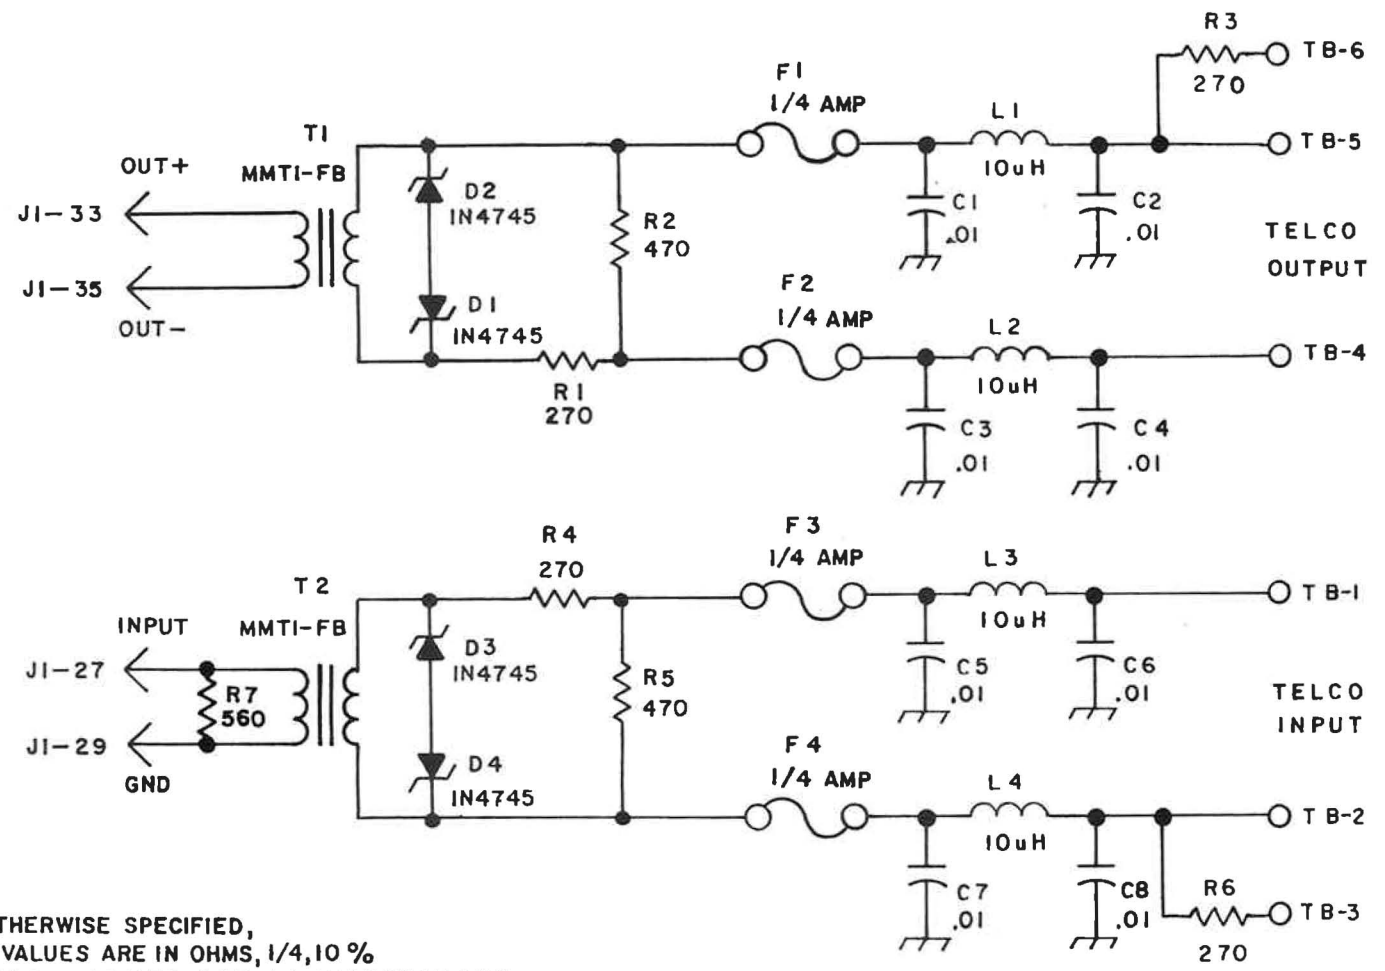 R3
TB-6
270
F1
1/4 AMP
L1
TB-5
10uH
T1
MMT1-FB
OUT+
J1-33
D2
1N4745
R2
470
C1
.01
C2
.01
TELCO
OUTPUT
J1-35
OUT-
D1
1N4745
F2
1/4 AMP
L2
TB-4
10uH
R1
270
C3
.01
C4
.01
R4
270
F3
1/4 AMP
L3
TB-1
10uH
T2
MMT1-FB
INPUT
J1-27
D3
1N4745
R7
560
R5
470
C5
.01
C6
.01
TELCO
INPUT
J1-29
GND
D4
1N4745
F4
1/4 AMP
L4
TB-2
10uH
C7
.01
C8
.01
R6
TB-3
270
THERWISE SPECIFIED,
VALUES ARE IN OHMS, 1/4, 10%